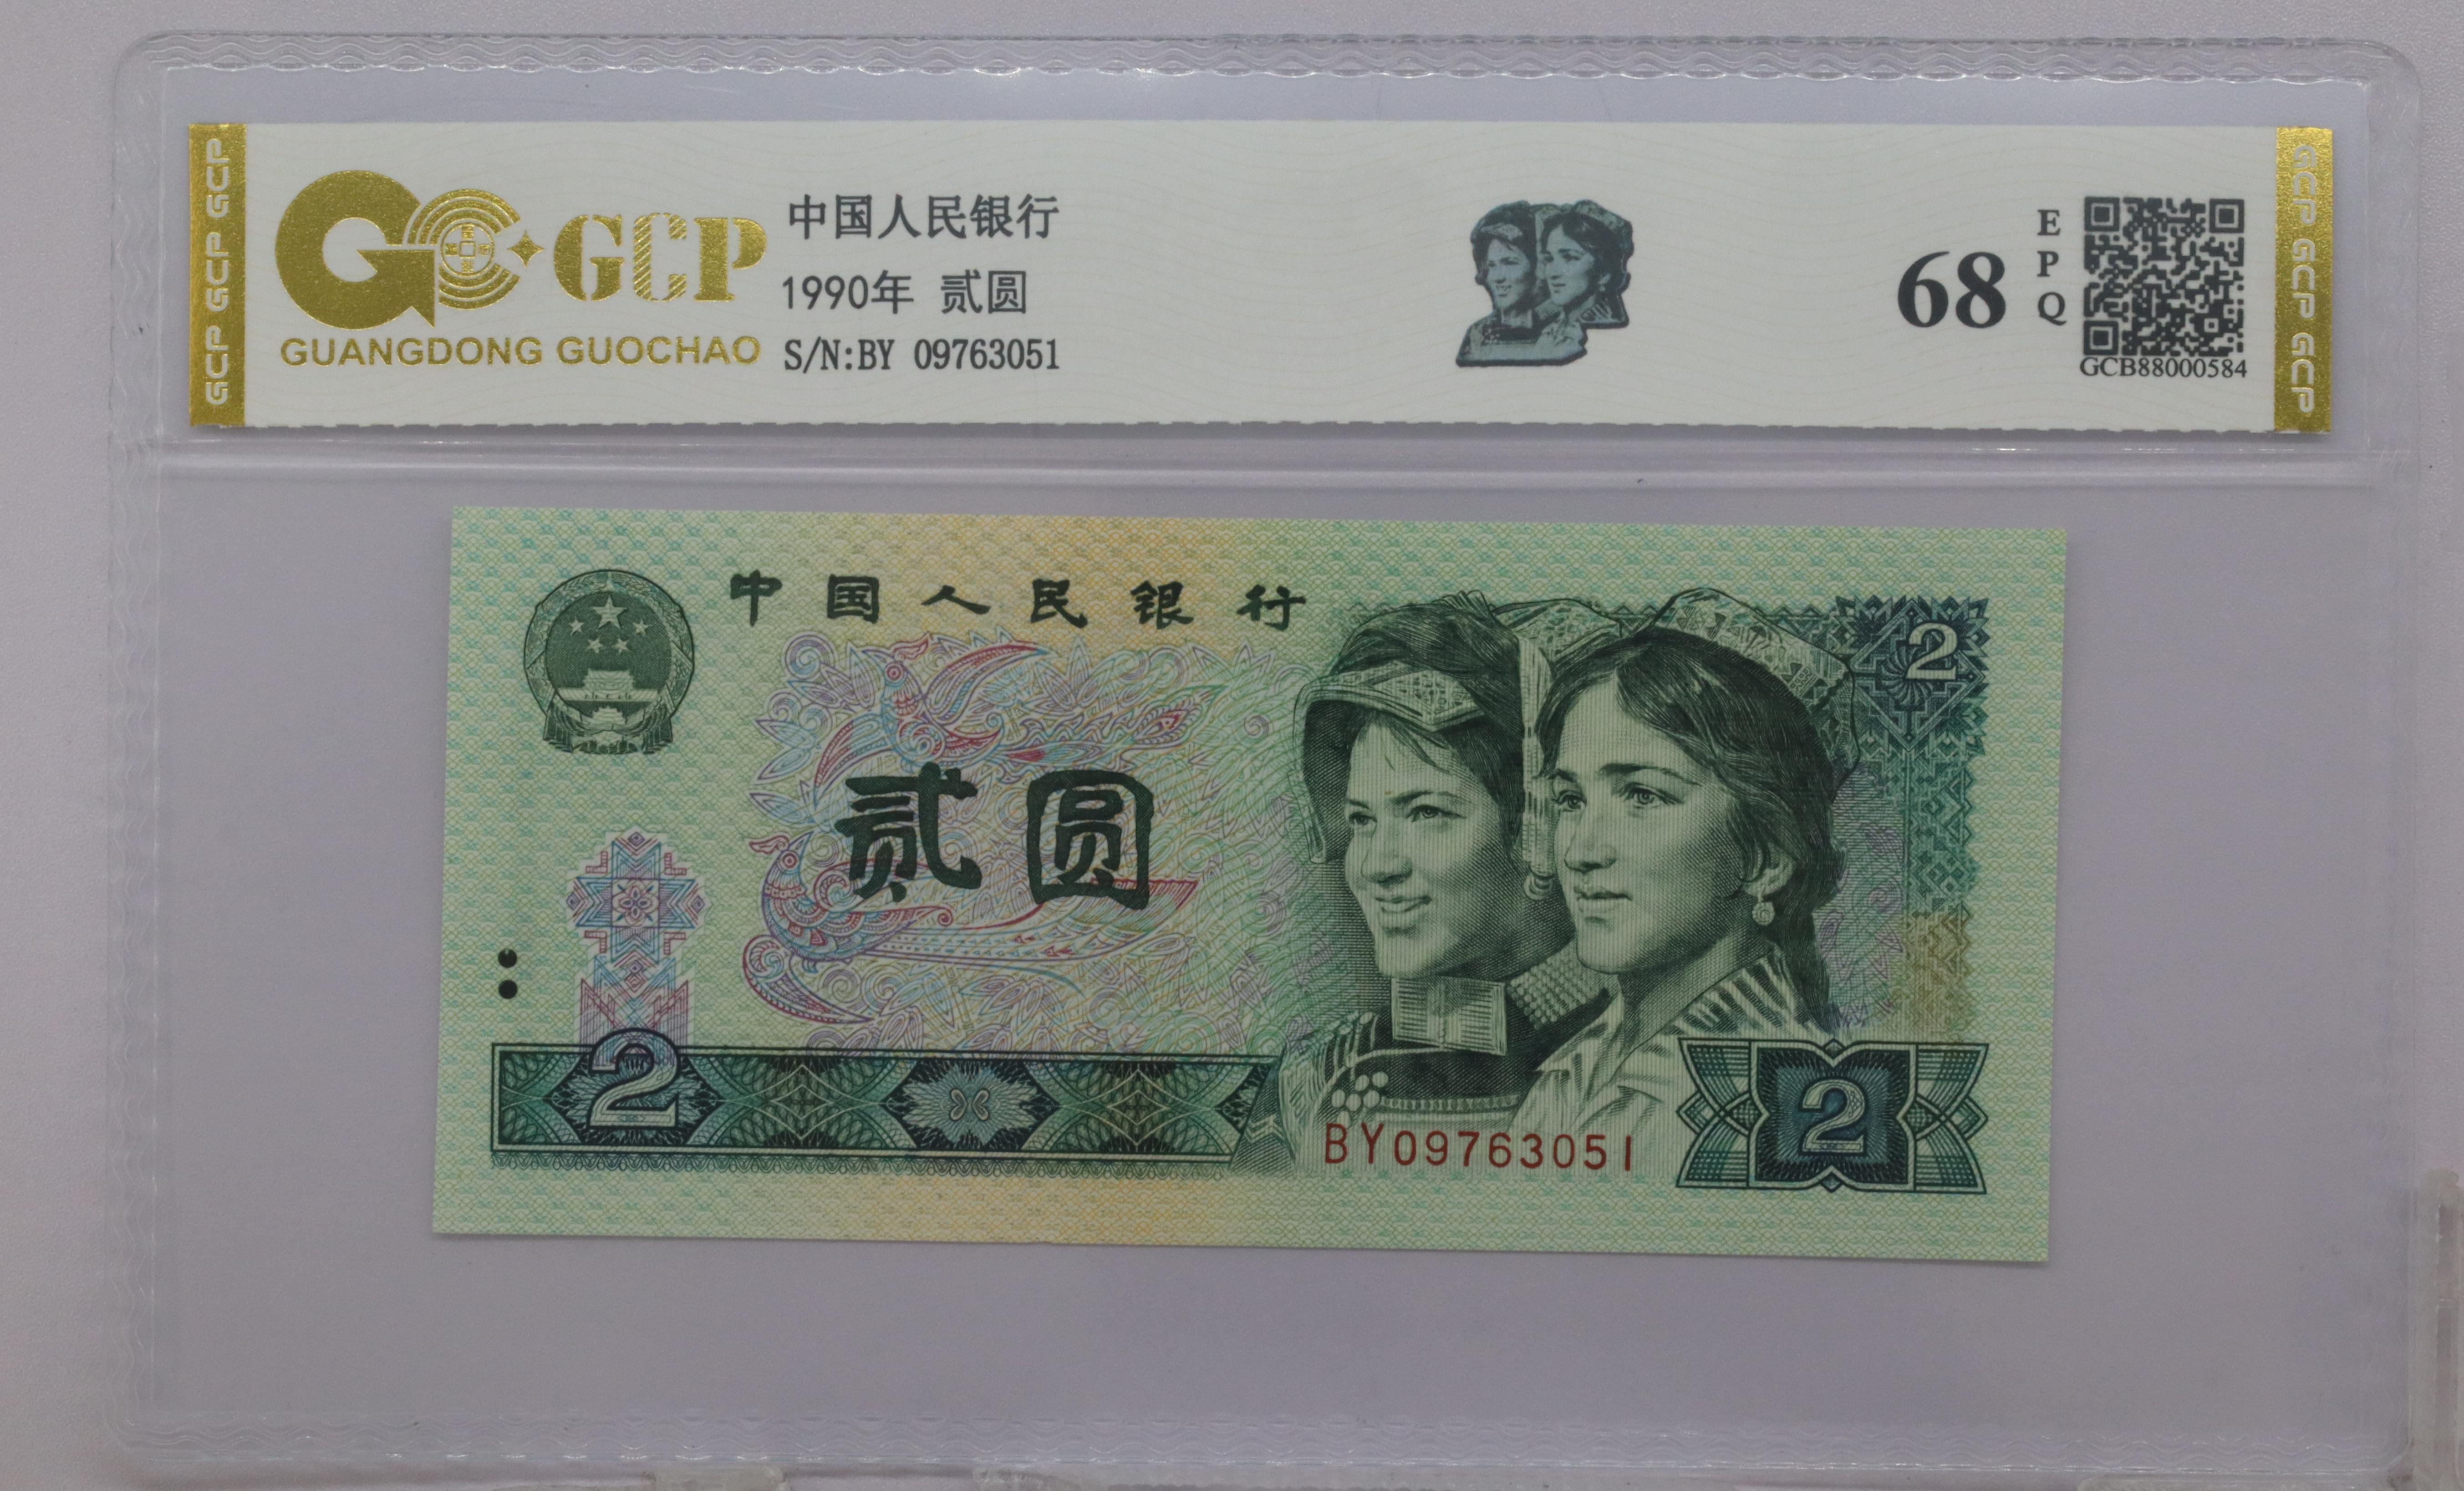 GCP GCP GCP
GCP
GUANGDONG GUOCHAO
中国人民银行
1990年 贰圆
S/N:BY 09763051
68
EPQ
GCB88000584
GCP GCP GCP
中国人民银行
2
贰圆
2
BY09763051
2